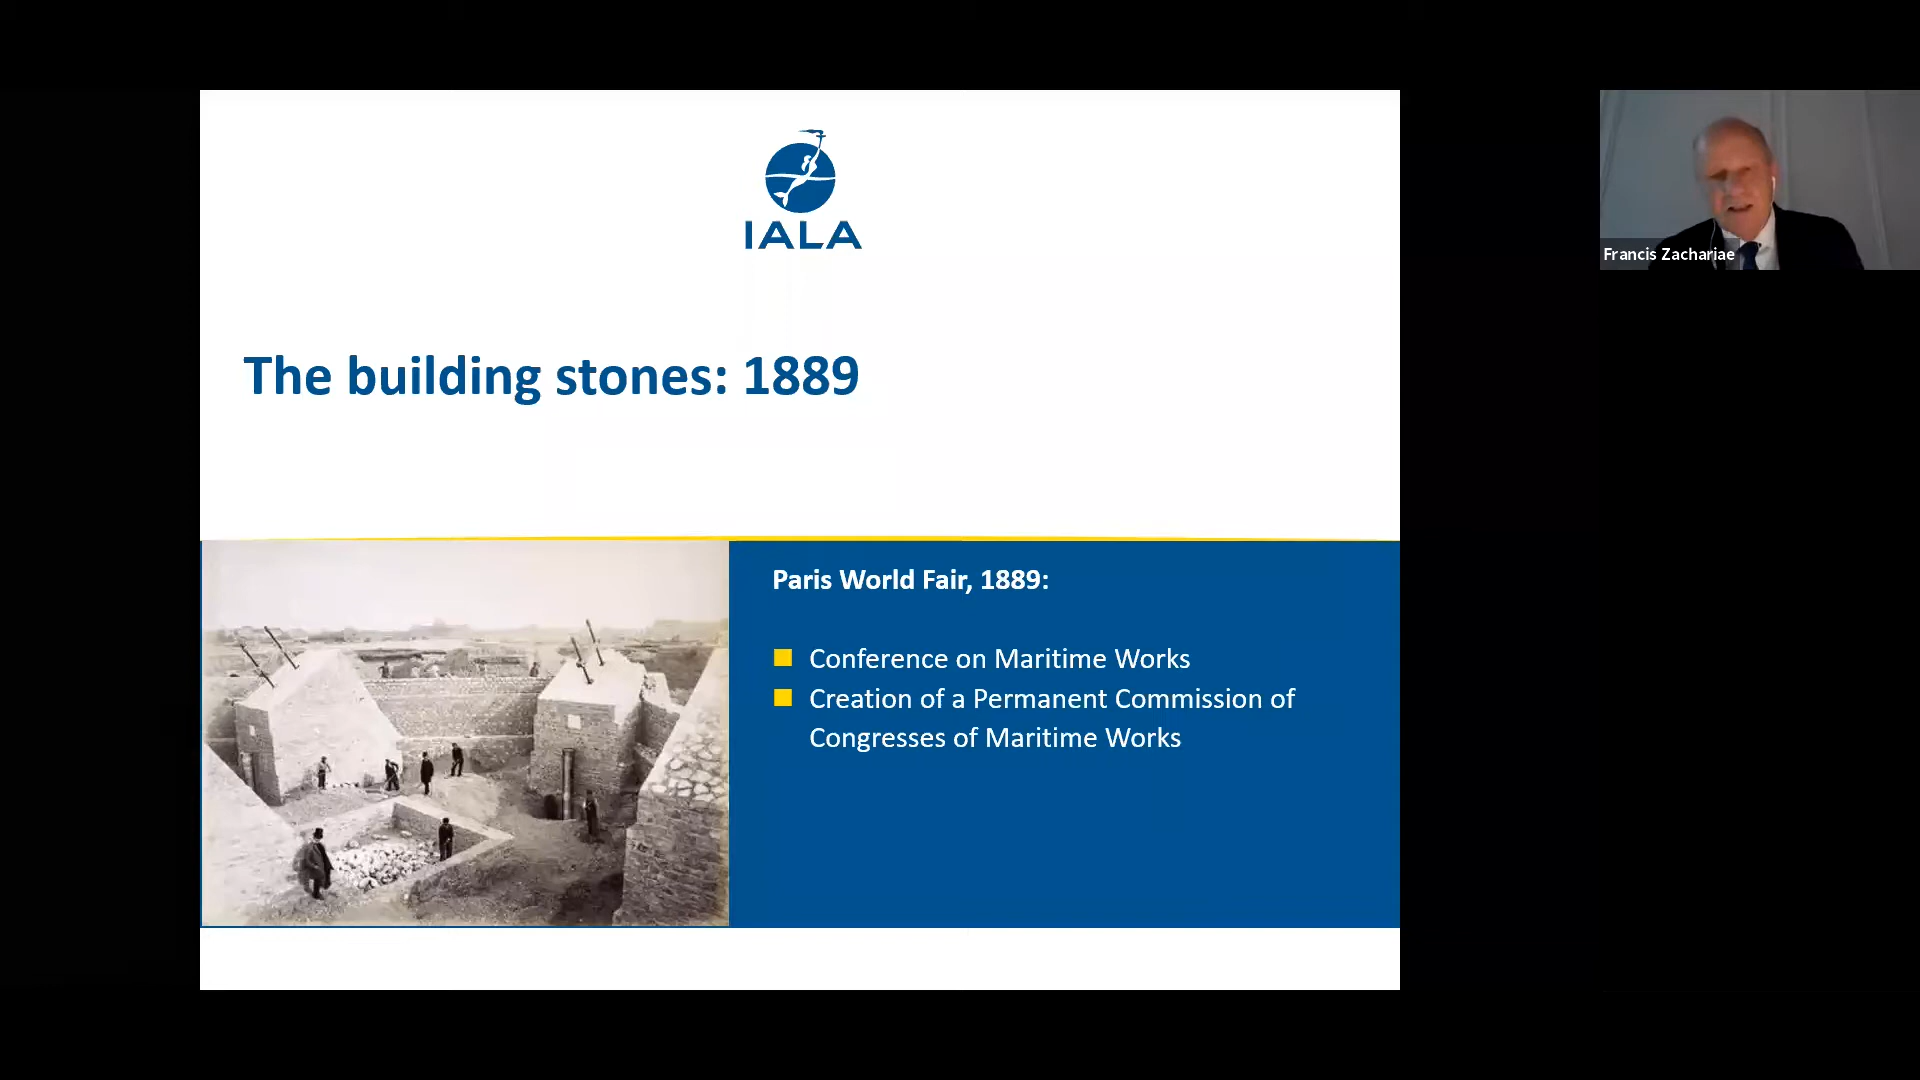 IALA
The building stones: 1889
Paris World Fair, 1889:
Conference on Maritime Works
Creation of a Permanent Commission of
Congresses of Maritime Works
Francis Zachariae